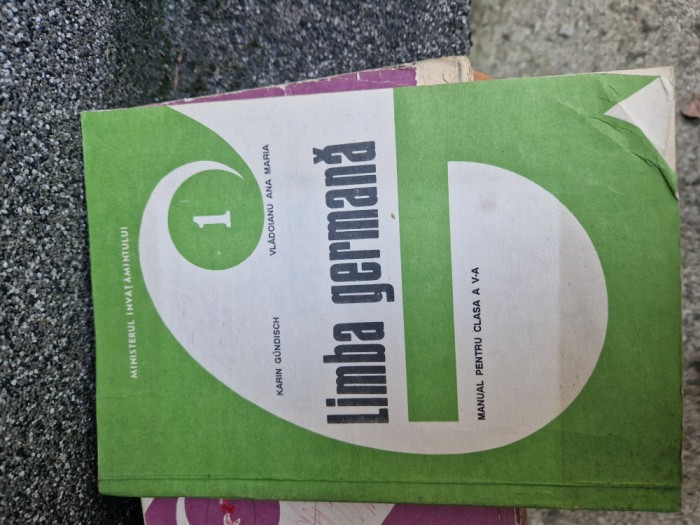 MINISTERUL ÎNVĂȚĂMÎNTULUI
1
KARIN GÜNDISCH
VLĂDOIANU ANA MARIA
Limba germană
MANUAL PENTRU CLASA A V-A